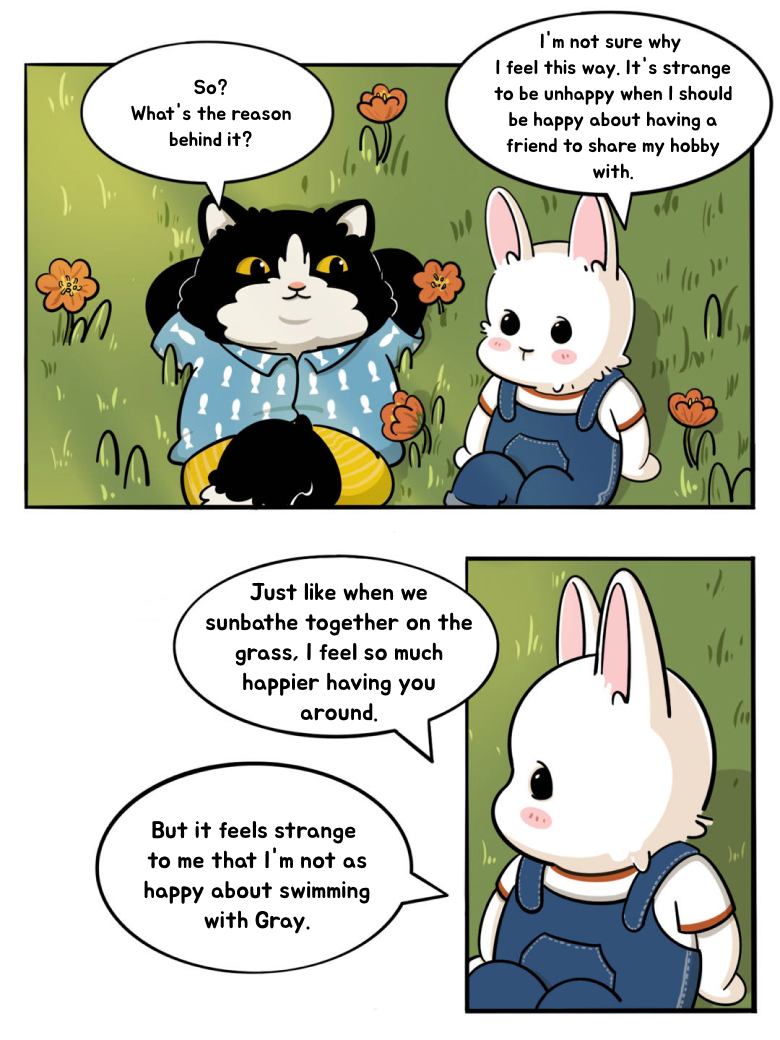 So?
What's the reason
behind it?
I'm not sure why
I feel this way. It's strange
to be unhappy when I should
be happy about having a
friend to share my hobby
with.
Just like when we
sunbathe together on the
grass, I feel so much
happier having you
around.
But it feels strange
to me that I'm not as
happy about swimming
with Gray.